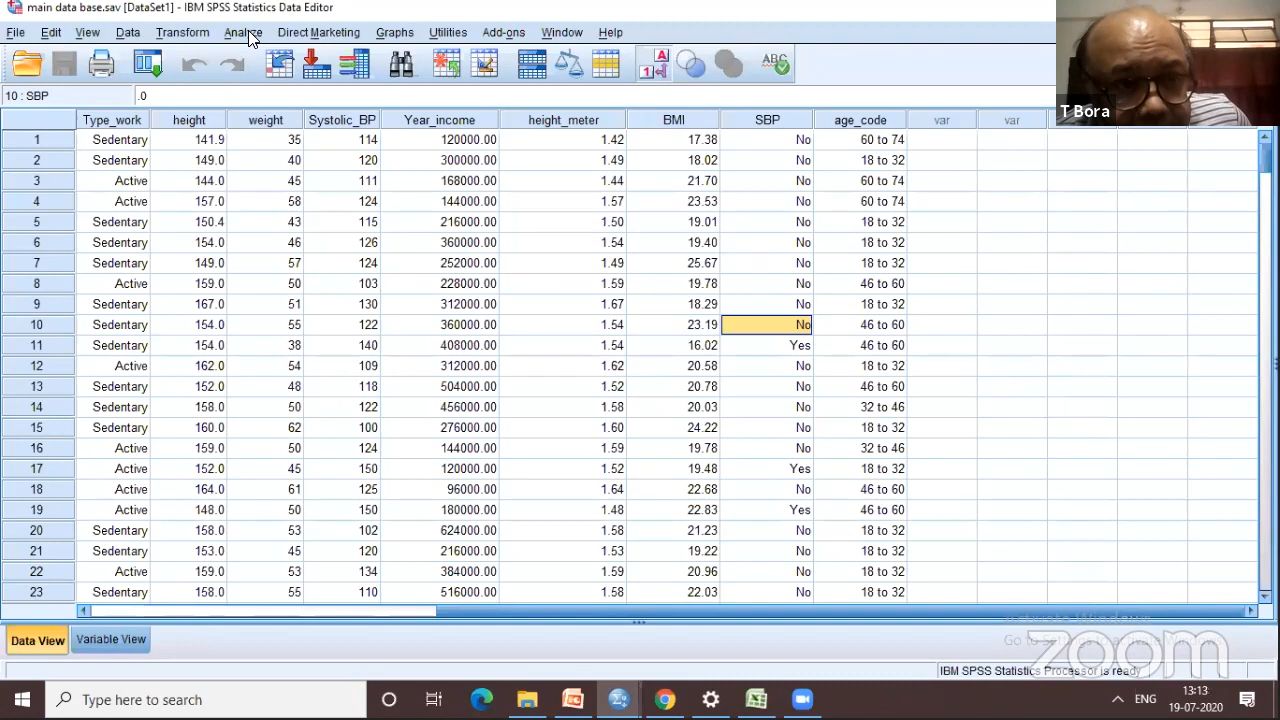 main data base.sav [DataSet1] - IBM SPSS Statistics Data Editor
File Edit View Data Transform Analyze Direct Marketing Graphs Utilities Add-ons Window Help
10 : SBP .0
T Bora
Type_work height weight Systolic_BP Year_income height_meter BMI SBP age_code var var
1 Sedentary 141.9 35 114 120000.00 1.42 17.38 No 60 to 74
2 Sedentary 149.0 40 120 300000.00 1.49 18.02 No 18 to 32
3 Active 144.0 45 111 168000.00 1.44 21.70 No 60 to 74
4 Active 157.0 58 124 144000.00 1.57 23.53 No 60 to 74
5 Sedentary 150.4 43 115 216000.00 1.50 19.01 No 18 to 32
6 Sedentary 154.0 46 126 360000.00 1.54 19.40 No 18 to 32
7 Sedentary 149.0 57 124 252000.00 1.49 25.67 No 18 to 32
8 Active 159.0 50 103 228000.00 1.59 19.78 No 46 to 60
9 Sedentary 167.0 51 130 312000.00 1.67 18.29 No 18 to 32
10 Sedentary 154.0 55 122 360000.00 1.54 23.19 No 46 to 60
11 Sedentary 154.0 38 140 408000.00 1.54 16.02 Yes 46 to 60
12 Active 162.0 54 109 312000.00 1.62 20.58 No 18 to 32
13 Sedentary 152.0 48 118 504000.00 1.52 20.78 No 46 to 60
14 Sedentary 158.0 50 122 456000.00 1.58 20.03 No 32 to 46
15 Sedentary 160.0 62 100 276000.00 1.60 24.22 No 18 to 32
16 Active 159.0 50 124 144000.00 1.59 19.78 No 32 to 46
17 Active 152.0 45 150 120000.00 1.52 19.48 Yes 18 to 32
18 Active 164.0 61 125 96000.00 1.64 22.68 No 46 to 60
19 Active 148.0 50 150 180000.00 1.48 22.83 Yes 46 to 60
20 Sedentary 158.0 53 102 624000.00 1.58 21.23 No 18 to 32
21 Sedentary 153.0 45 120 216000.00 1.53 19.22 No 18 to 32
22 Active 159.0 53 134 384000.00 1.59 20.96 No 18 to 32
23 Sedentary 158.0 55 110 516000.00 1.58 22.03 No 18 to 32
Data View Variable View
zoom
IBM SPSS Statistics Processor is ready
Type here to search
ENG 13:13
19-07-2020